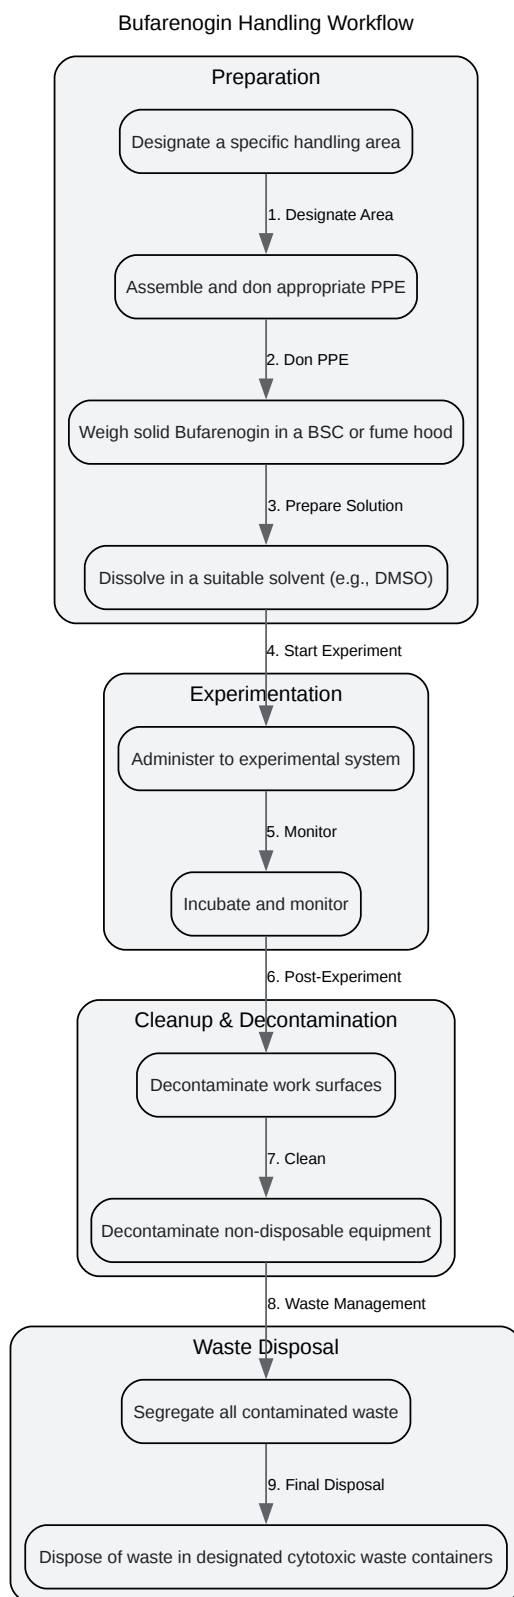 Bufarenogin Handling Workflow
Preparation
Designate a specific handling area
1. Designate Area
Assemble and don appropriate PPE
2. Don PPE
Weigh solid Bufarenogin in a BSC or fume hood
3. Prepare Solution
Dissolve in a suitable solvent (e.g., DMSO)
4. Start Experiment
Experimentation
Administer to experimental system
5. Monitor
Incubate and monitor
6. Post-Experiment
Cleanup & Decontamination
Decontaminate work surfaces
7. Clean
Decontaminate non-disposable equipment
8. Waste Management
Waste Disposal
Segregate all contaminated waste
9. Final Disposal
Dispose of waste in designated cytotoxic waste containers